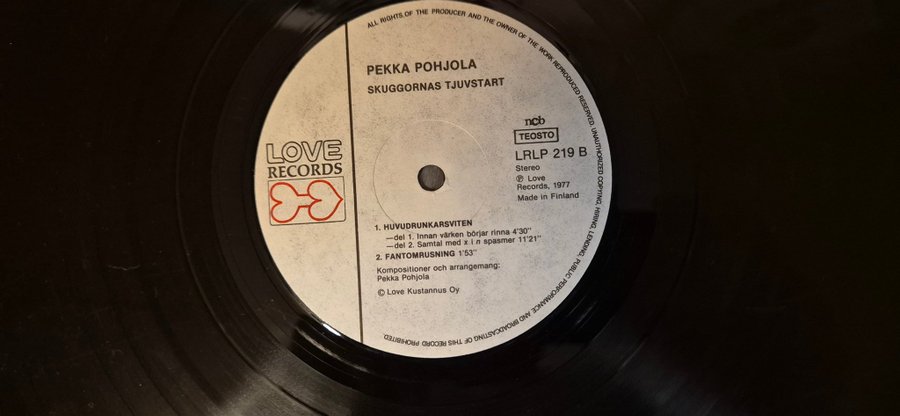 ALL RIGHTS OF THE PRODUCER AND THE OWNER OF THE WORK REPRODUCED RESERVED. UNAUTHORIZED COPYING, HIRING, LENDING, PUBLIC PERFORMANCE AND BROADCASTING OF THIS RECORD PROHIBITED.
PEKKA POHJOLA
SKUGGORNAS TJUVSTART
LOVE
RECORDS
ncb
TEOSTO
LRLP 219 B
Stereo
Ⓟ Love
Records, 1977
Made in Finland
1. HUVUDRUNKARSVITEN
—del 1. Innan värken börjar rinna 4'30"
—del 2. Samtal med x i n spasmer 11'21"
2. FANTOMRUSNING 1'53"
Kompositioner och arrangemang:
Pekka Pohjola
© Love Kustannus Oy